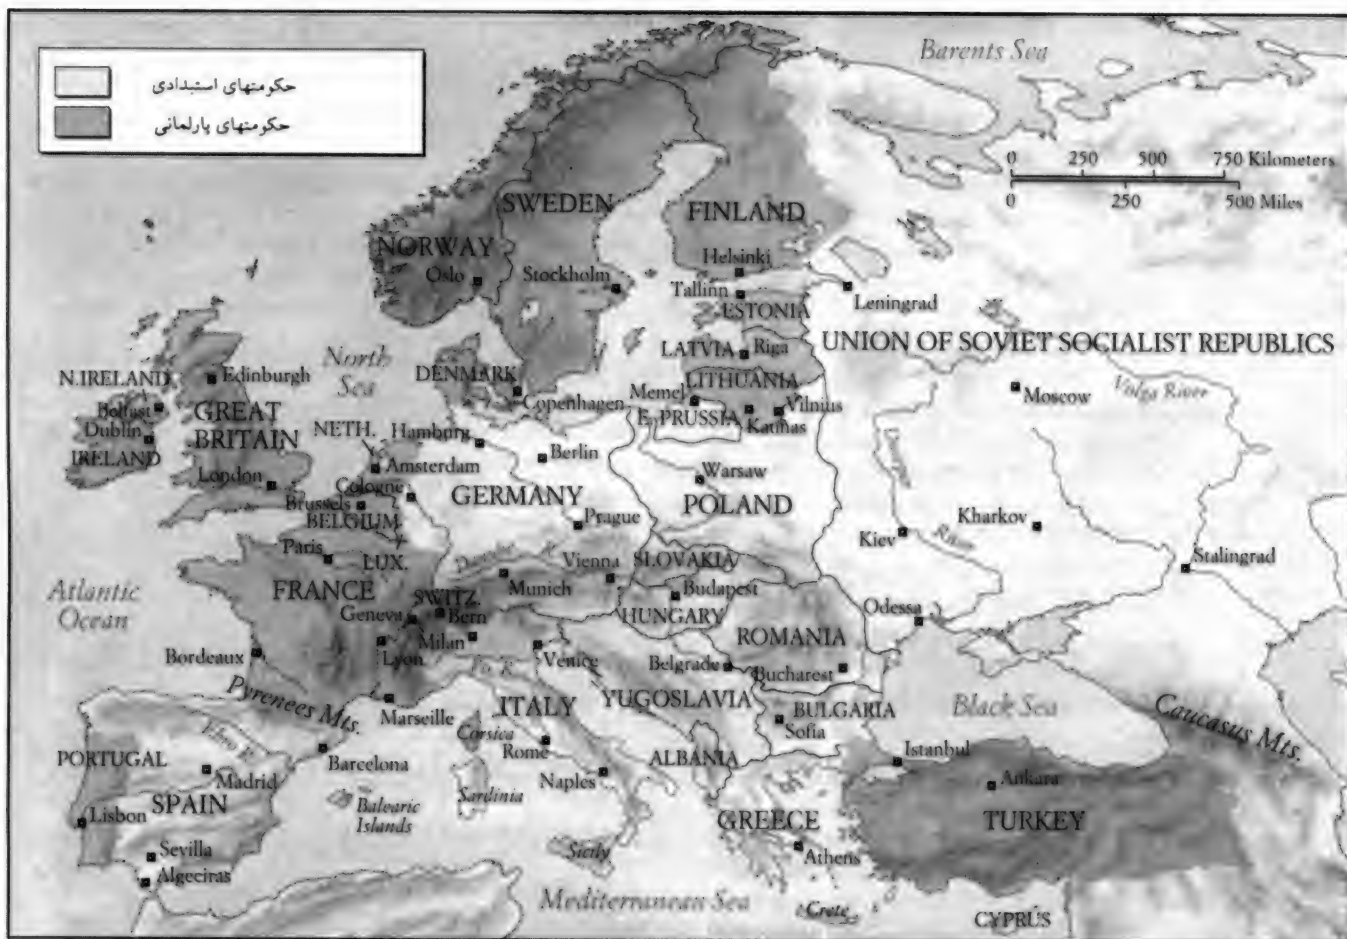 حکومتهای استبدادی
حکومتهای پارلمانی
Barents Sea
0 250 500 750 Kilometers
0 250 500 Miles
SWEDEN
FINLAND
NORWAY
Helsinki
Oslo
Stockholm
Tallinn
Leningrad
ESTONIA
UNION OF SOVIET SOCIALIST REPUBLICS
North
Sea
LATVIA
Riga
N.IRELAND
Edinburgh
DENMARK
LITHUANIA
Memel
Moscow
Volga River
Copenhagen
Belfast
GREAT
BRITAIN
E. PRUSSIA
Vilnius
Kaunas
Dublin
IRELAND
NETH.
Hamburg
Berlin
London
Amsterdam
Cologne
Warsaw
Brussels
BELGIUM
GERMANY
POLAND
Prague
Kiev
River
Kharkov
Paris
LUX.
Danube R.
Vienna
SLOVAKIA
Stalingrad
Atlantic
Ocean
FRANCE
SWITZ.
Munich
Budapest
Geneva
Bern
HUNGARY
Odessa
Milan
ROMANIA
Bordeaux
Lyon
Venice
Belgrade
Bucharest
Po R.
Pyrenees Mts.
Marseille
ITALY
YUGOSLAVIA
BULGARIA
Black Sea
Caucasus Mts.
Ebro R.
Corsica
Sofia
PORTUGAL
Barcelona
Rome
ALBANIA
Istanbul
Madrid
Naples
Ankara
SPAIN
Balearic
Islands
Sardinia
Lisbon
GREECE
TURKEY
Sevilla
Sicily
Athens
Algeciras
Mediterranean Sea
Crete
CYPRUS